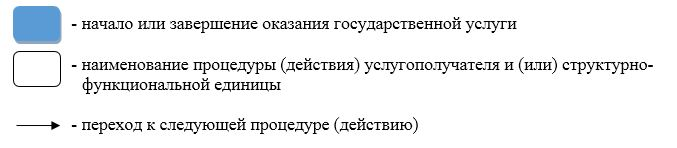 - начало или завершение оказания государственной услуги
- наименование процедуры (действия) услугополучателя и (или) структурно-
функциональной единицы
- переход к следующей процедуре (действию)